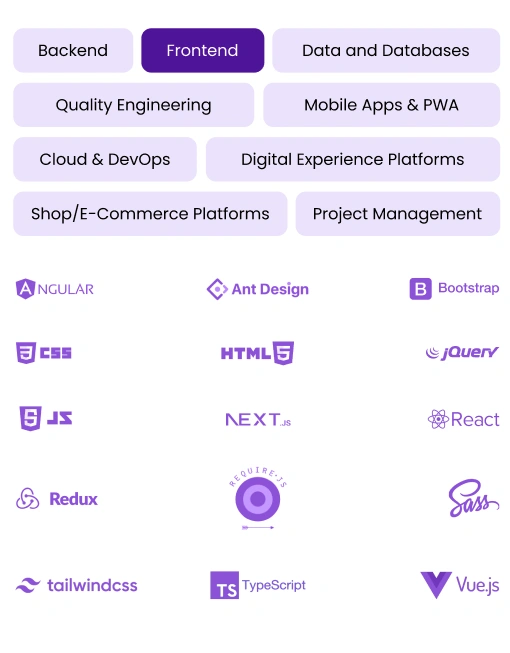 Backend Frontend Data and Databases
Quality Engineering Mobile Apps & PWA
Cloud & DevOps Digital Experience Platforms
Shop/E-Commerce Platforms Project Management
ANGULAR Ant Design B Bootstrap
3 CSS HTML5 jQuery
5 JS NEXT.JS React
Redux REQUIRE·JS Sass
tailwindcss TS TypeScript Vue.js